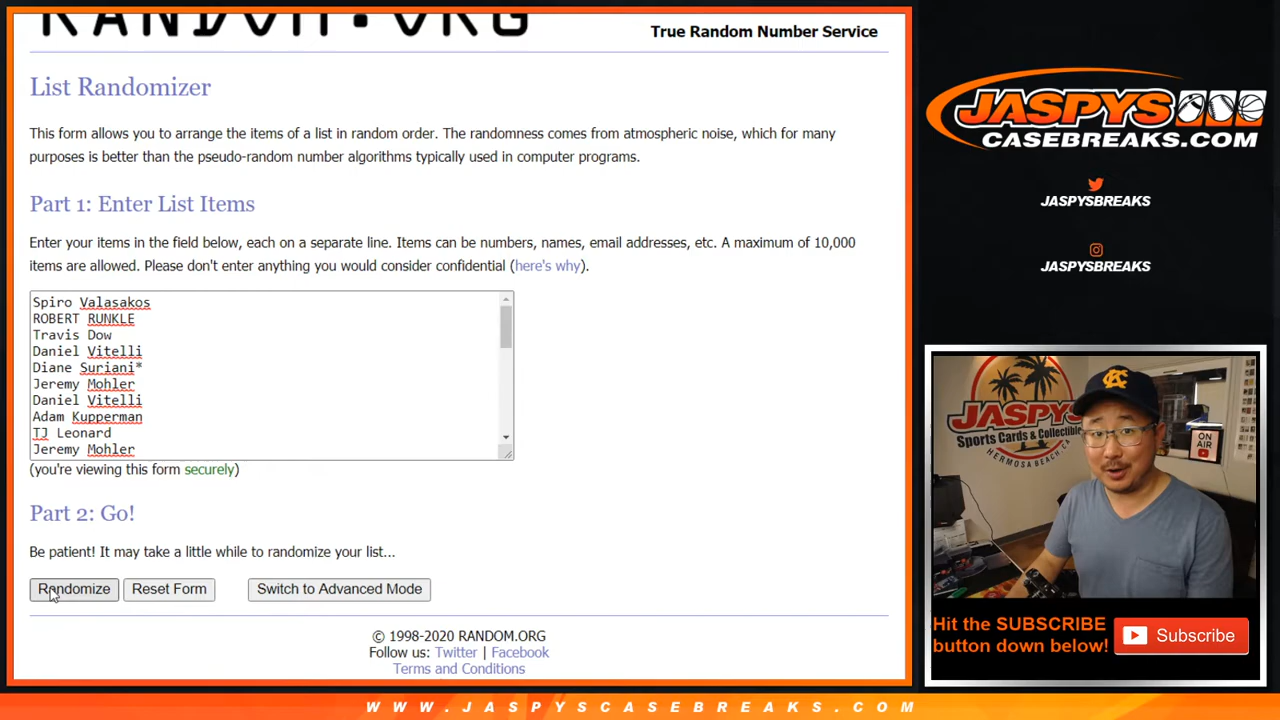 RANDOM.ORG
True Random Number Service
List Randomizer
This form allows you to arrange the items of a list in random order. The randomness comes from atmospheric noise, which for many
purposes is better than the pseudo-random number algorithms typically used in computer programs.
Part 1: Enter List Items
Enter your items in the field below, each on a separate line. Items can be numbers, names, email addresses, etc. A maximum of 10,000
items are allowed. Please don't enter anything you would consider confidential (here's why).
Spiro Valasakos
ROBERT RUNKLE
Travis Dow
Daniel Vitelli
Diane Suriani*
Jeremy Mohler
Daniel Vitelli
Adam Kupperman
TJ Leonard
Jeremy Mohler
(you're viewing this form securely)
Part 2: Go!
Be patient! It may take a little while to randomize your list...
Randomize
Reset Form
Switch to Advanced Mode
© 1998-2020 RANDOM.ORG
Follow us: Twitter | Facebook
Terms and Conditions
JASPYS
CASEBREAKS.COM
JASPYSBREAKS
JASPYSBREAKS
JASPYS
Sports Cards & Collectibles
HERMOSA BEACH, CA
KC
ON
AIR
Hit the SUBSCRIBE
button down below!
Subscribe
WWW.JASPYSCASEBREAKS.COM